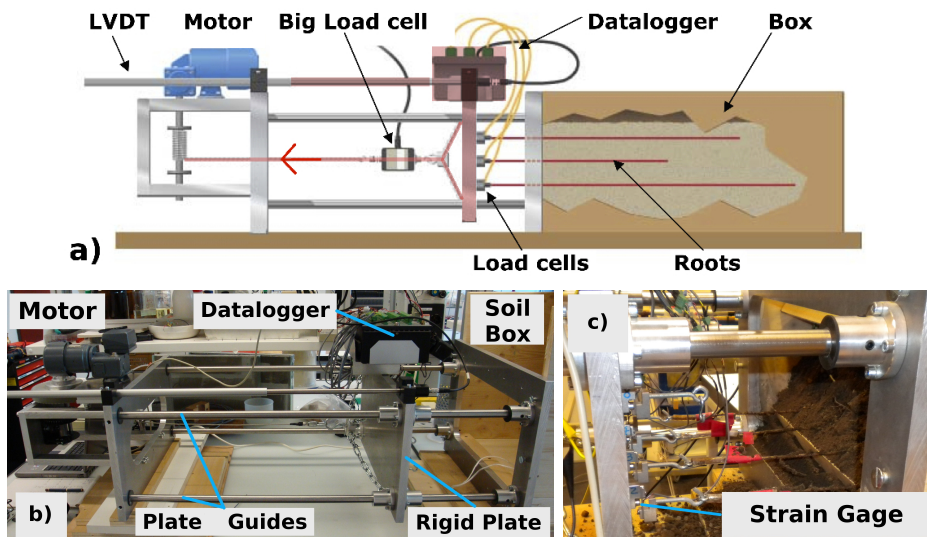 LVDT Motor Big Load cell Datalogger Box
a)
Load cells Roots
Motor
Datalogger
Soil
Box
b)
Plate Guides
Rigid Plate
c)
Strain Gage